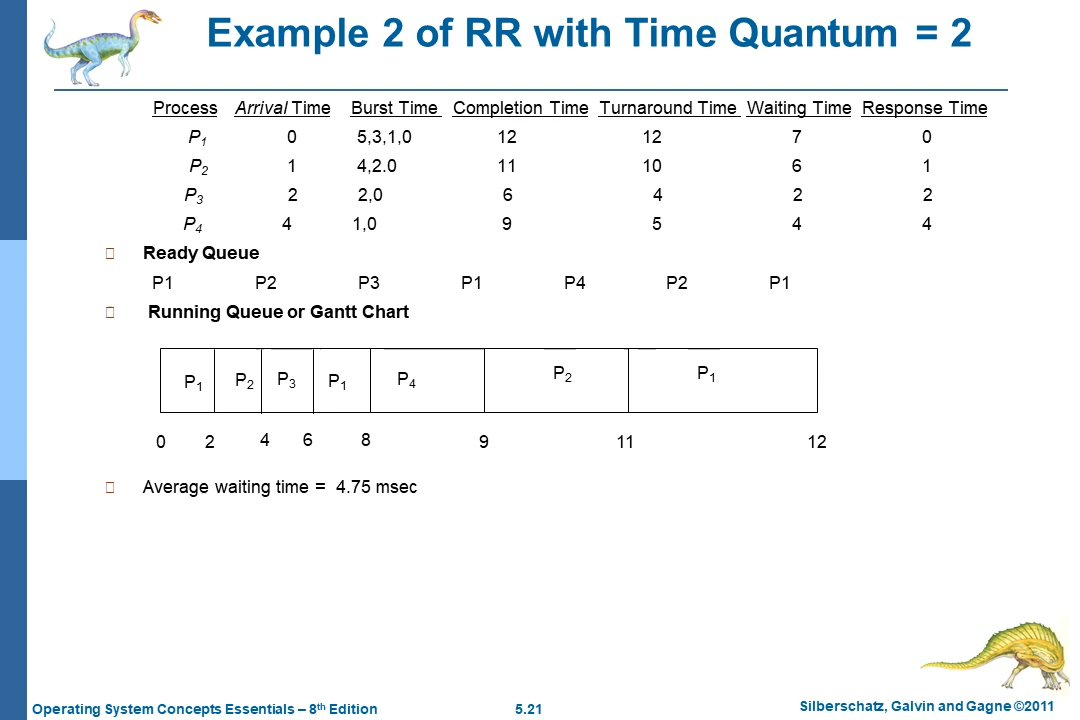 Example 2 of RR with Time Quantum = 2
Process Arrival Time Burst Time Completion Time Turnaround Time Waiting Time Response Time
P1 0 5,3,1,0 12 12 7 0
P2 1 4,2.0 11 10 6 1
P3 2 2,0 6 4 2 2
P4 4 1,0 9 5 4 4
Ready Queue
P1 P2 P3 P1 P4 P2 P1
Running Queue or Gantt Chart
P1 P2 P3 P1 P4 P2 P1
0 2 4 6 8 9 11 12
Average waiting time = 4.75 msec
Operating System Concepts Essentials – 8th Edition 5.21 Silberschatz, Galvin and Gagne ©2011